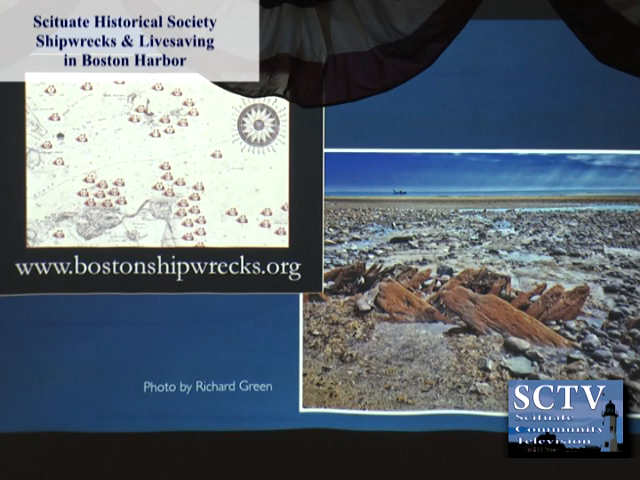 Scituate Historical Society
Shipwrecks & Livesaving
in Boston Harbor
www.bostonshipwrecks.org
Photo by Richard Green
SCTV
Scituate
Community
Television